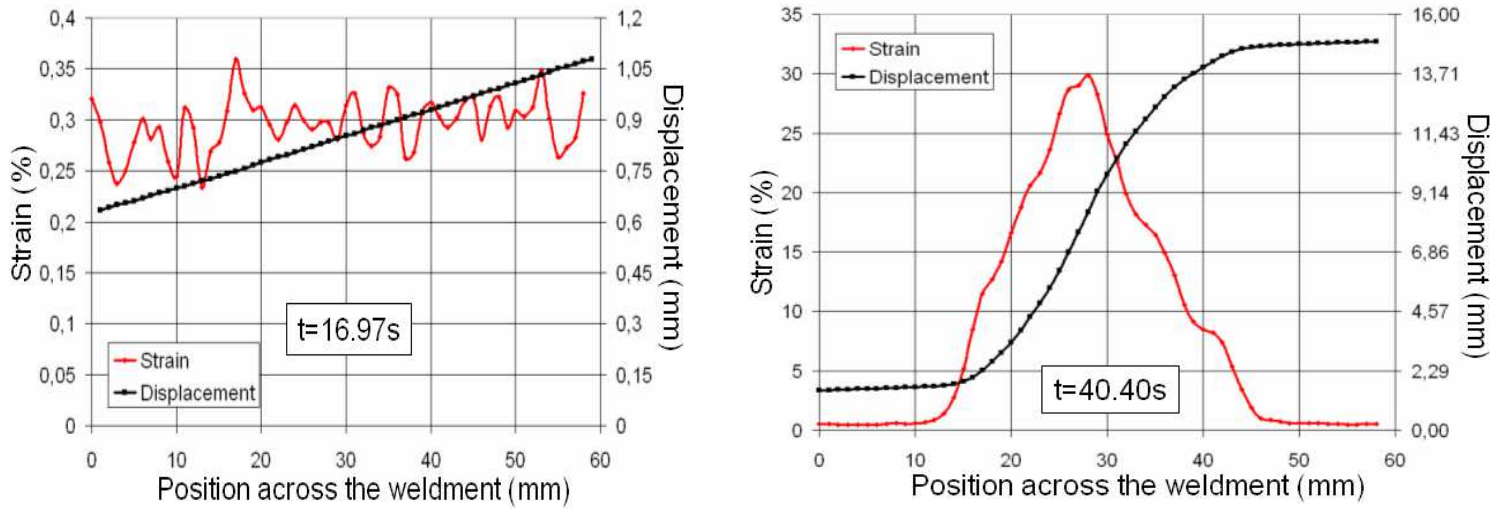 0,4
0,35
0,3
0,25
0,2
0,15
0,1
0,05
0
Strain (%)
1,2
1,05
0,9
0,75
0,6
0,45
0,3
0,15
0
Displacement (mm)
t=16.97s
Strain
Displacement
0 10 20 30 40 50 60
Position across the weldment (mm)
35
30
25
20
15
10
5
0
Strain (%)
16,00
13,71
11,43
9,14
6,86
4,57
2,29
0,00
Displacement (mm)
Strain
Displacement
t=40.40s
0 10 20 30 40 50 60
Position across the weldment (mm)